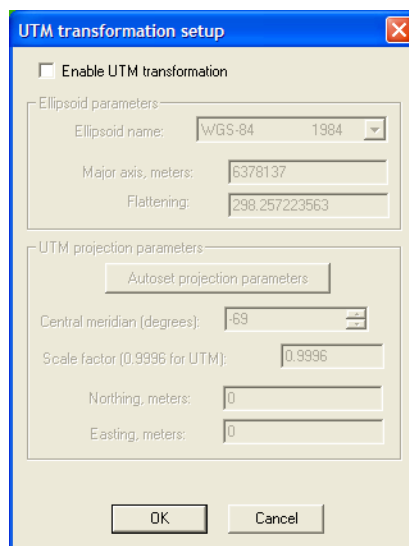 UTM transformation setup
Enable UTM transformation
Ellipsoid parameters
Ellipsoid name: WGS-84 1984
Major axis, meters: 6378137
Flattening: 298.257223563
UTM projection parameters
Autoset projection parameters
Central meridian (degrees): -69
Scale factor (0.9996 for UTM): 0.9996
Northing, meters: 0
Easting, meters: 0
OK Cancel